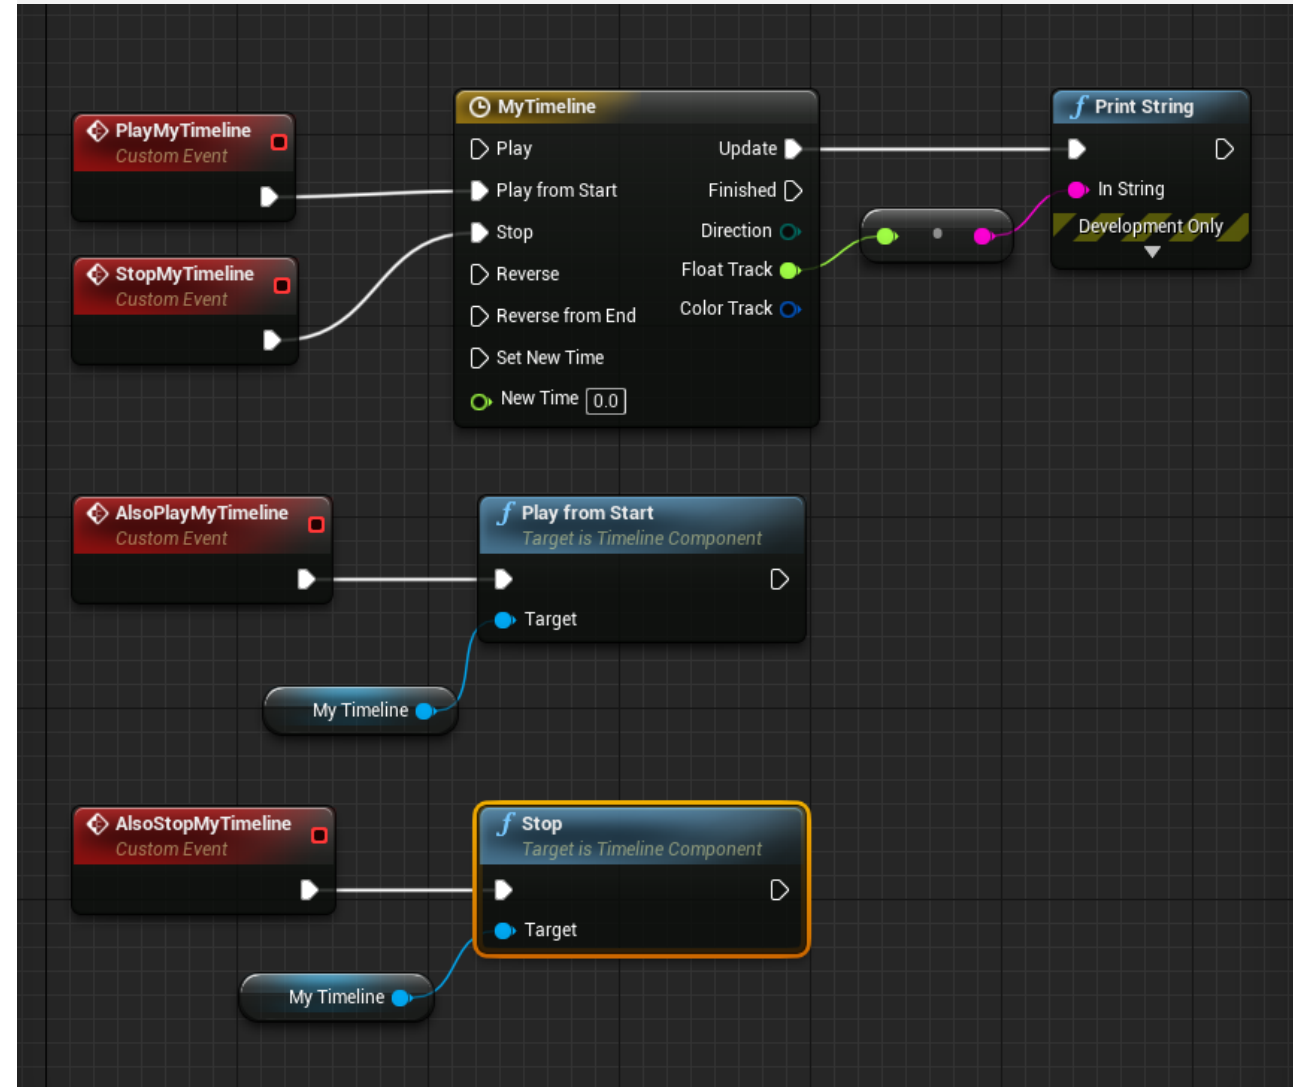 PlayMyTimeline
Custom Event
StopMyTimeline
Custom Event
MyTimeline
Play
Update
Play from Start
Finished
Stop
Direction
Reverse
Float Track
Reverse from End
Color Track
Set New Time
New Time 0.0
Print String
In String
Development Only
AlsoPlayMyTimeline
Custom Event
Play from Start
Target is Timeline Component
Target
My Timeline
AlsoStopMyTimeline
Custom Event
Stop
Target is Timeline Component
Target
My Timeline